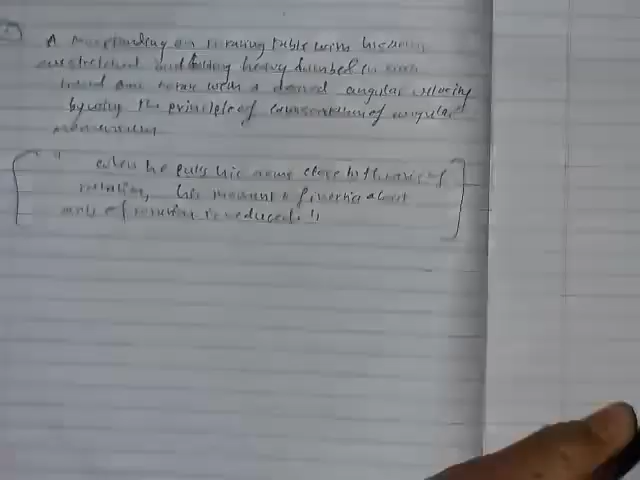 A man standing on rotating table with his arms
outstretched and holding heavy dumbel in each
hand can rotate with a desired angular velocity
by using the principle of conservation of angular
momentum
" when he pulls his arms close to the axis of
rotation, his moment of inertia about
axis of rotation is reduced."